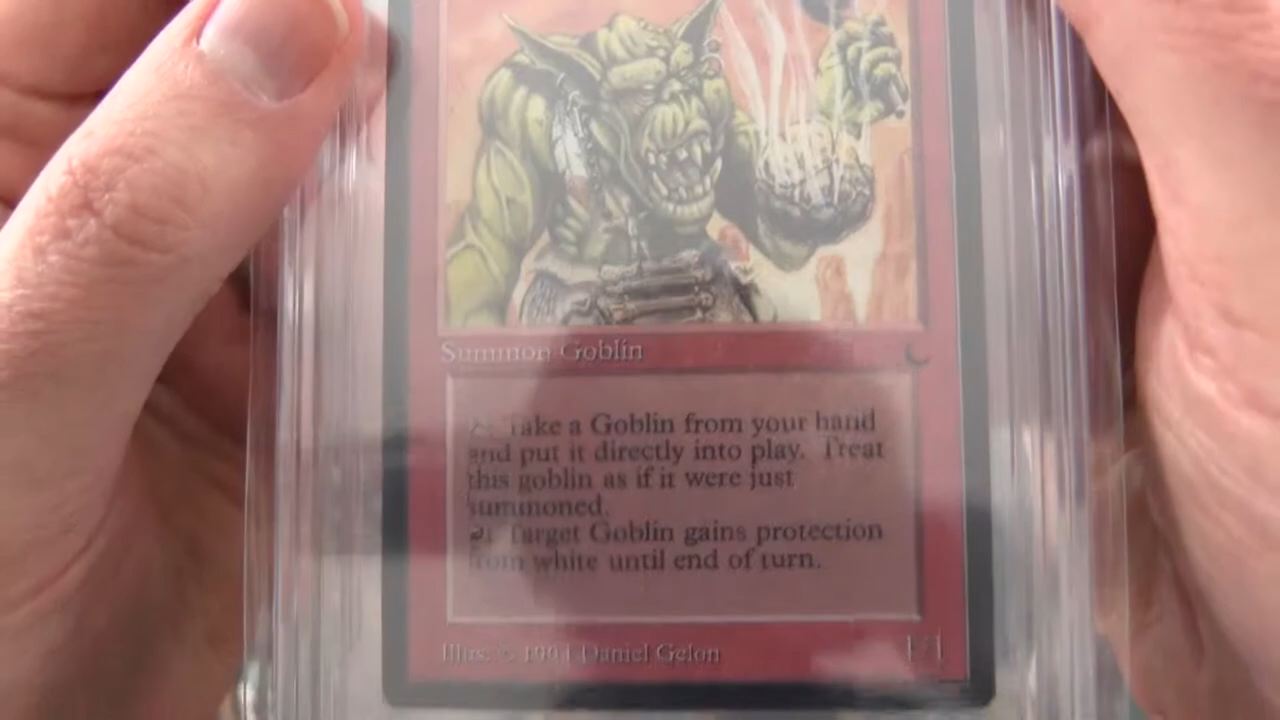 Summon Goblin
Take a Goblin from your hand
and put it directly into play. Treat
this goblin as if it were just
summoned.
Target Goblin gains protection
from white until end of turn.
Illus. © 1994 Daniel Gelon